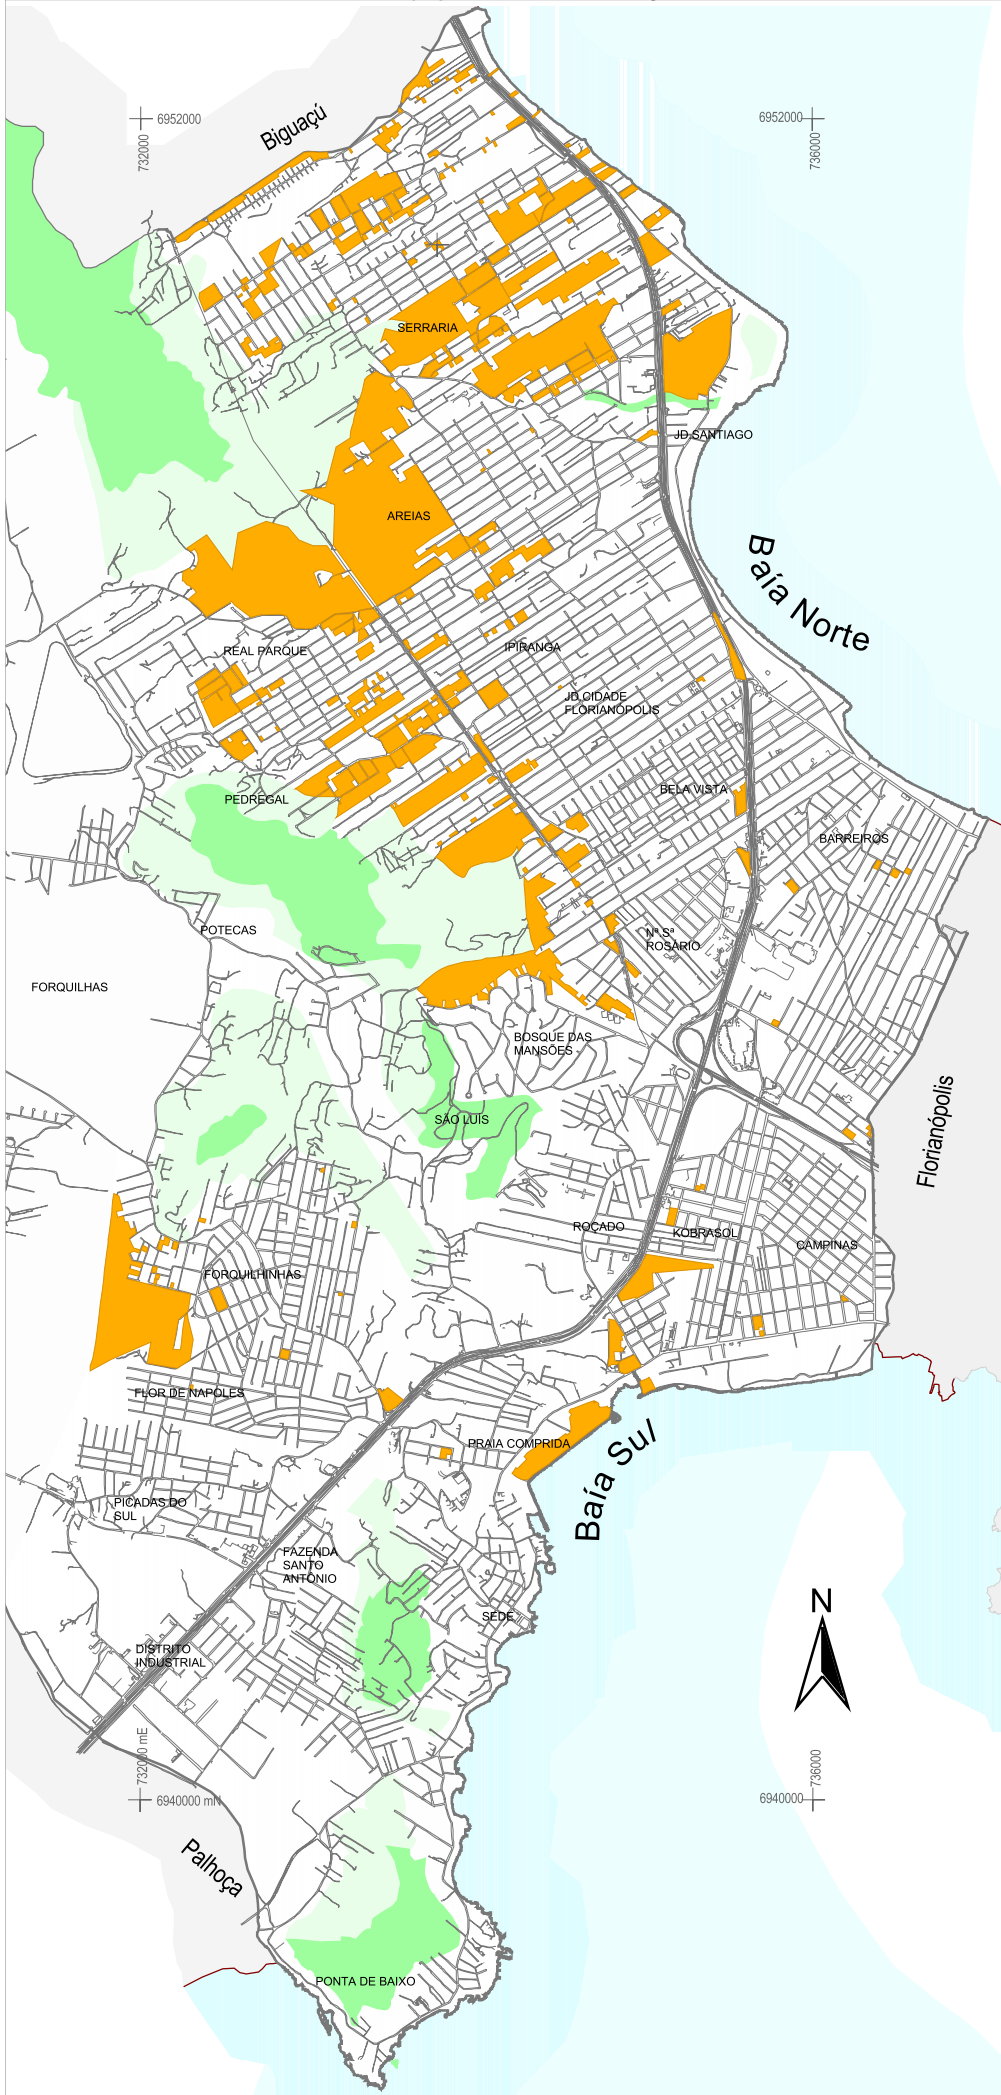 6952000
732000
Biguaçú
6952000
736000
SERRARIA
JD.SANTIAGO
AREIAS
Baía Norte
REAL PARQUE
IPIRANGA
JD.CIDADE
FLORIANÓPOLIS
PEDREGAL
BELA VISTA
BARREIROS
POTECAS
Nª.Sª
ROSÁRIO
FORQUILHAS
BOSQUE DAS
MANSÕES
SÃO LUIS
Florianópolis
ROÇADO
KOBRASOL
CAMPINAS
FORQUILHINHAS
FLOR DE NAPOLES
PRAIA COMPRIDA
Baía Sul
PICADAS DO
SUL
FAZENDA
SANTO
ANTÔNIO
SEDE
N
DISTRITO
INDUSTRIAL
732000 mE
6940000 mN
736000
6940000
Palhoça
PONTA DE BAIXO